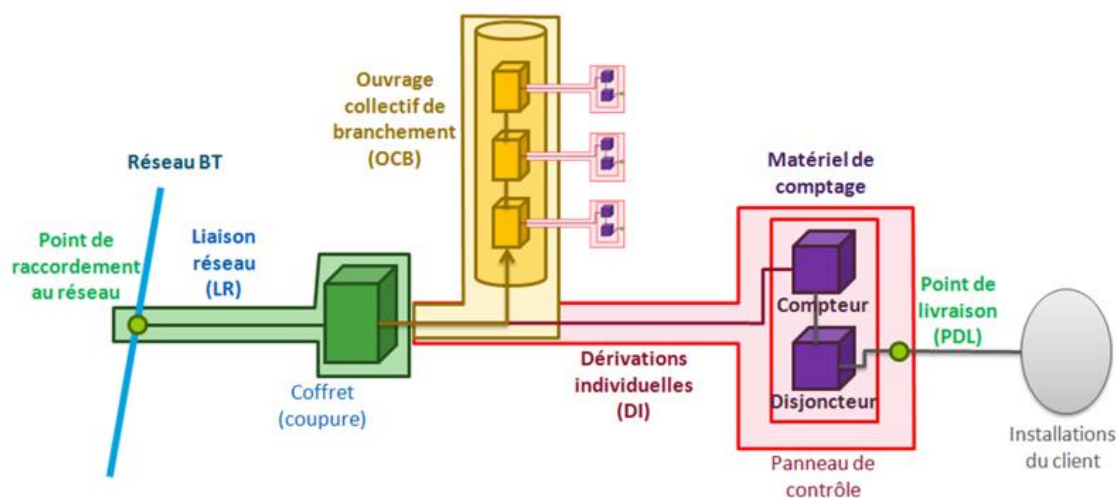 Ouvrage
collectif de
branchement
(OCB)
Réseau BT
Point de
raccordement
au réseau
Liaison
réseau
(LR)
Coffret
(coupure)
Dérivations
individuelles
(DI)
Matériel de
comptage
Compteur
Disjoncteur
Panneau de
contrôle
Point de
livraison
(PDL)
Installations
du client